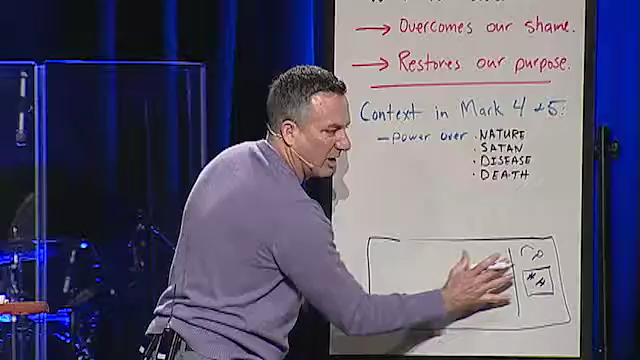 → Overcomes our shame.
→ Restores our purpose.
Context in Mark 4 & 5:
- Power over • NATURE
• SATAN
• DISEASE
• DEATH